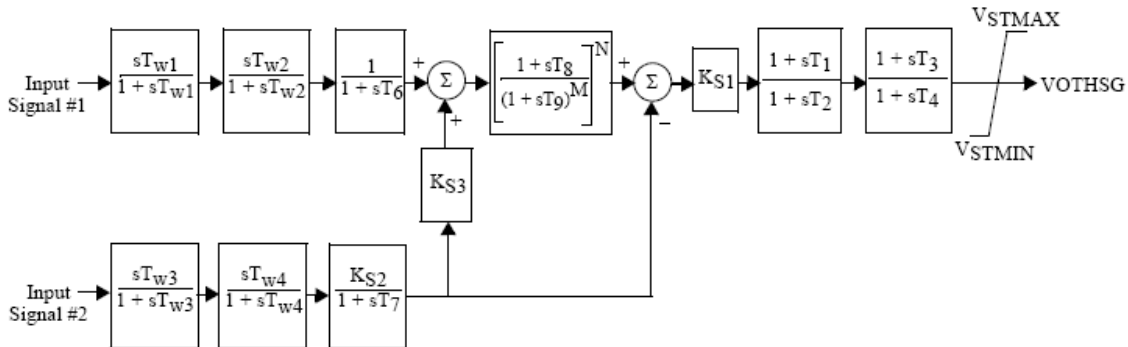 VSTMAX
Input
Signal #1
sTw1
1 + sTw1
sTw2
1 + sTw2
1
1 + sT6
+
Σ
+
[1 + sT8
(1 + sT9)M]N
+
Σ
−
KS1
1 + sT1
1 + sT2
1 + sT3
1 + sT4
VOTHSG
VSTMIN
KS3
Input
Signal #2
sTw3
1 + sTw3
sTw4
1 + sTw4
KS2
1 + sT7